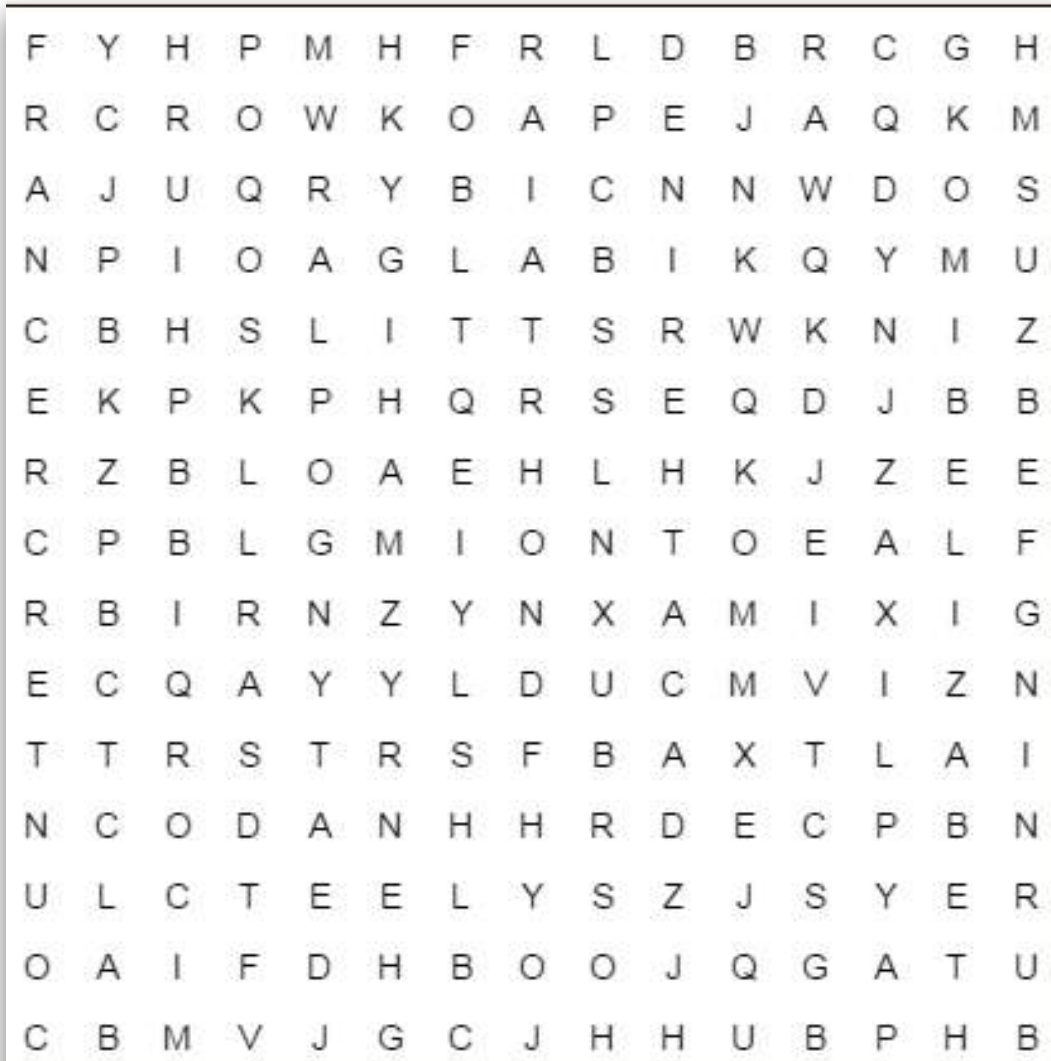 F Y H P M H F R L D B R C G H
R C R O W K O A P E J A Q K M
A J U Q R Y B I C N N W D O S
N P I O A G L A B I K Q Y M U
C B H S L I T T S R W K N I Z
E K P K P H Q R S E Q D J B B
R Z B L O A E H L H K J Z E E
C P B L G M I O N T O E A L F
R B I R N Z Y N X A M I X I G
E C Q A Y Y L D U C M V I Z N
T T R S T R S F B A X T L A I
N C O D A N H H R D E C P B N
U L C T E E L Y S Z J S Y E R
O A I F D H B O O J Q G A T U
C B M V J G C J H H U B P H B